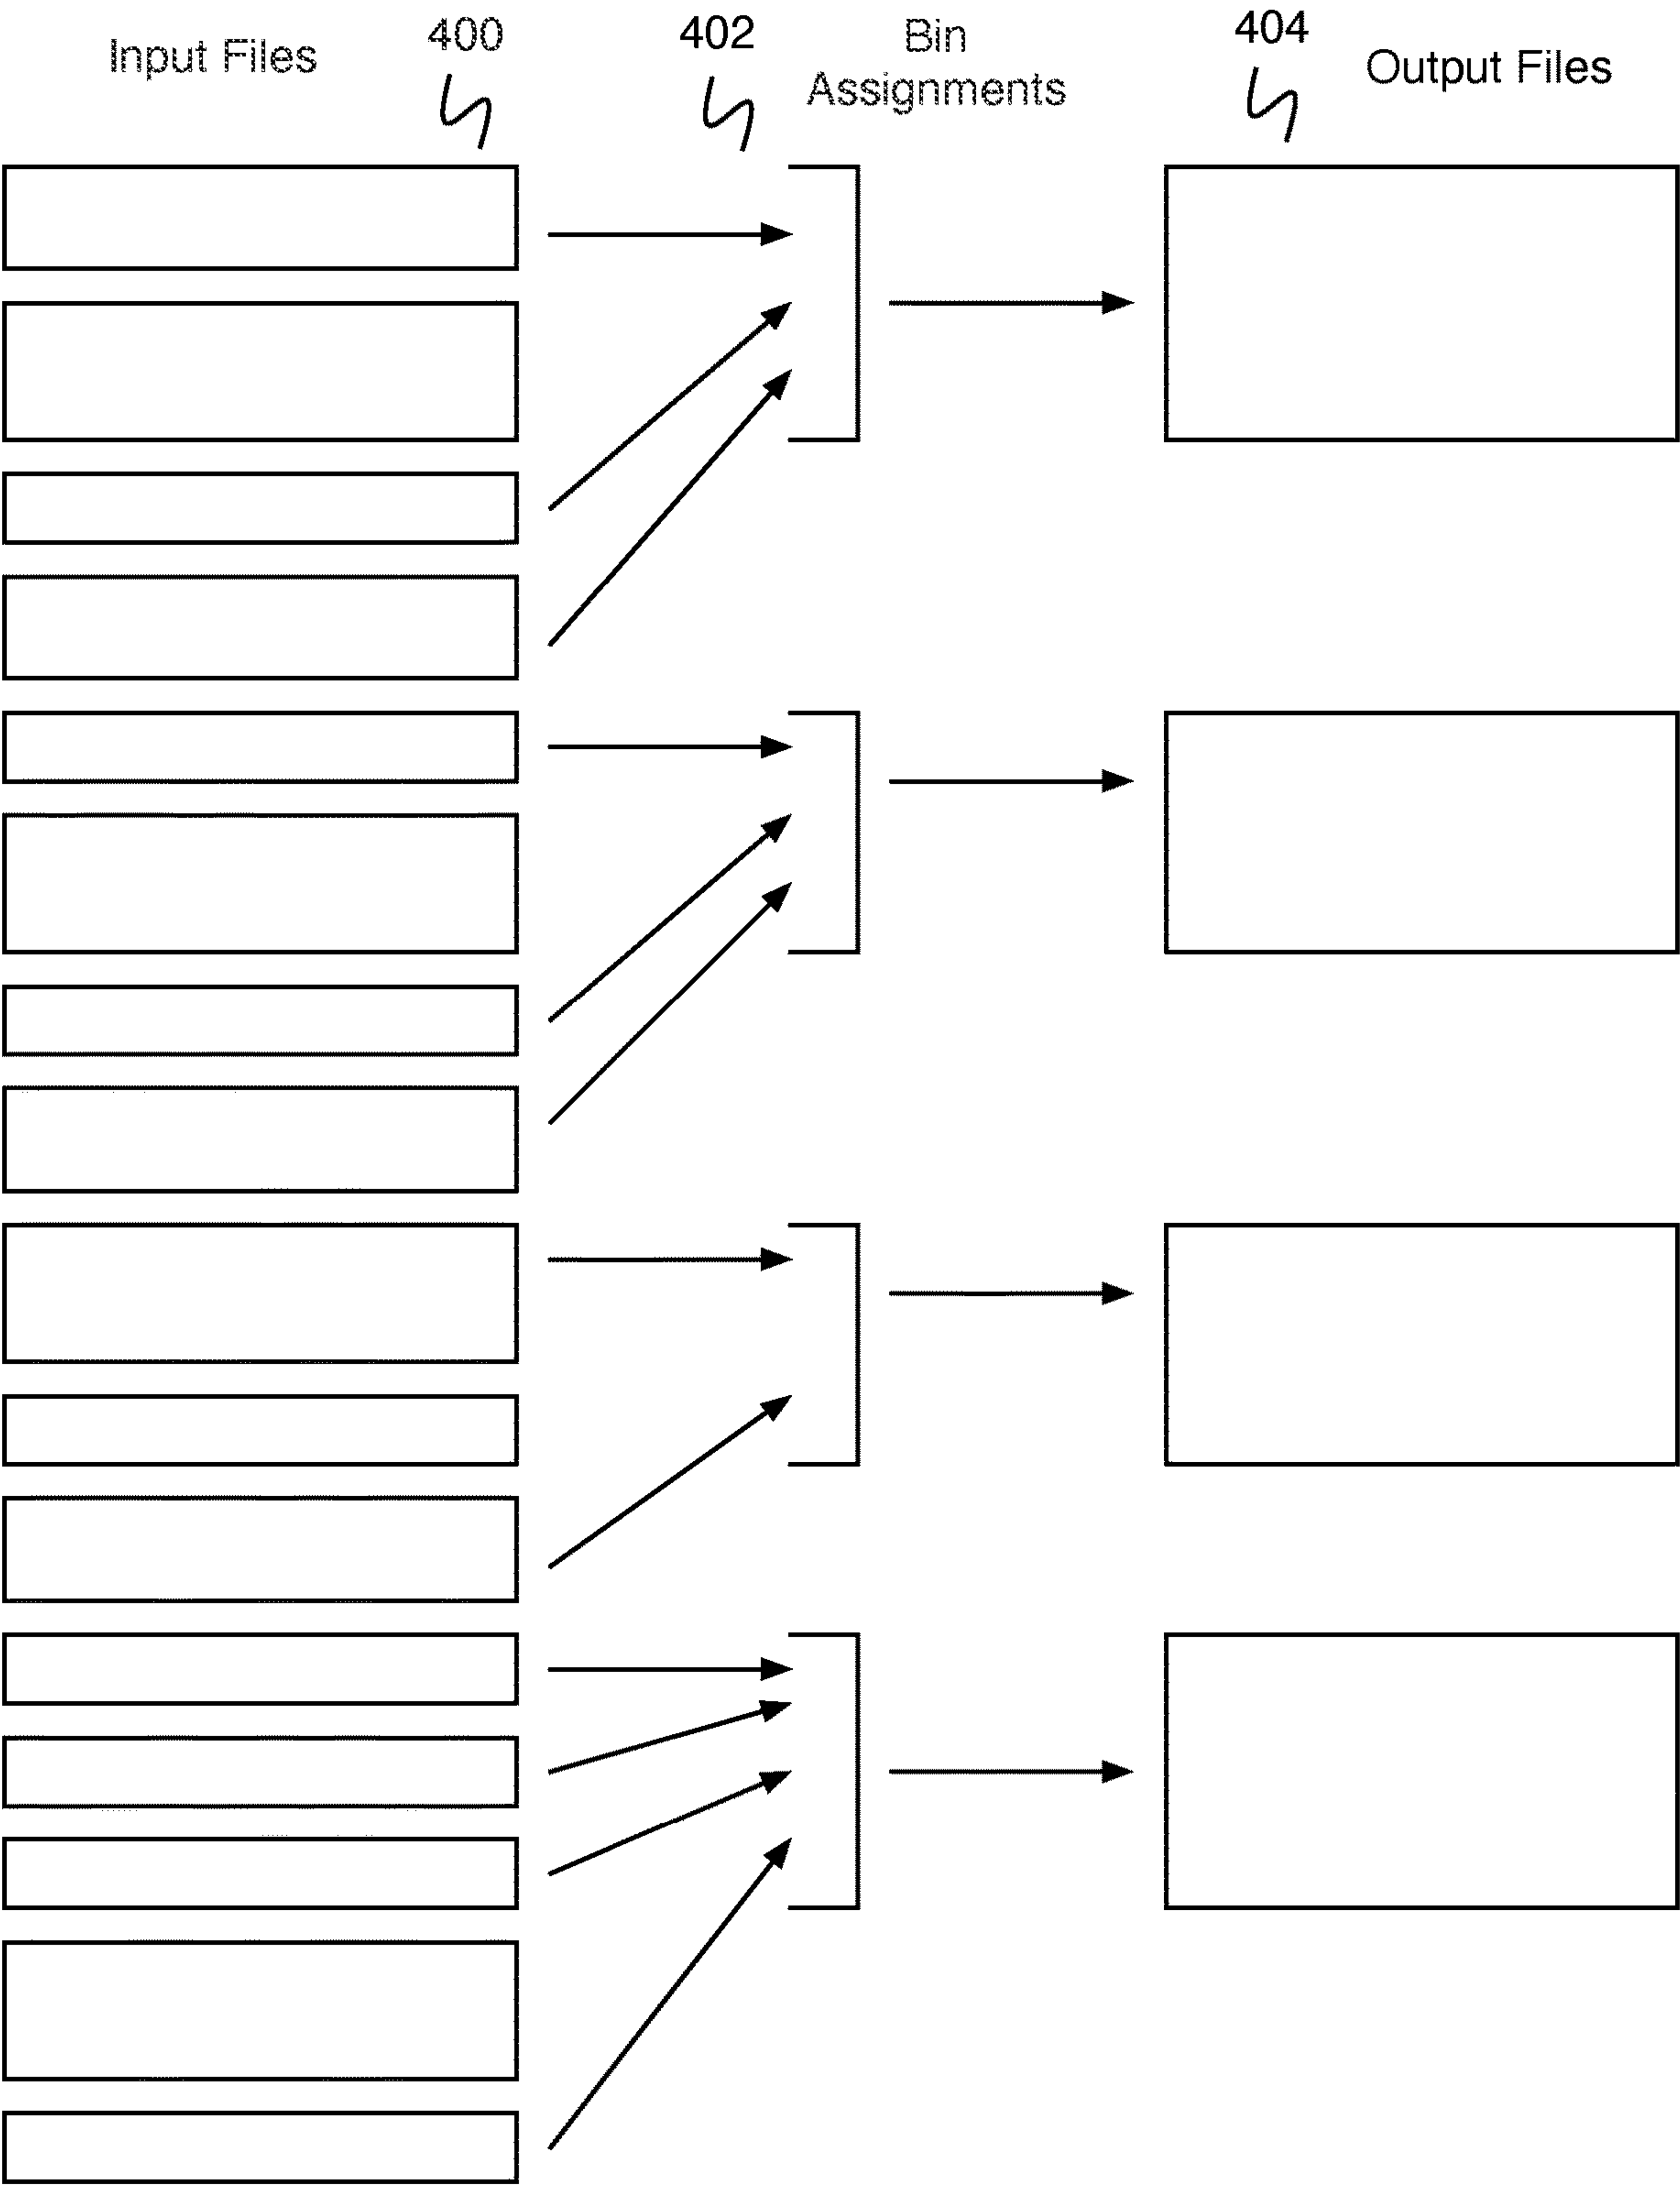 Input Files
400
402
Bin
Assignments
404
Output Files